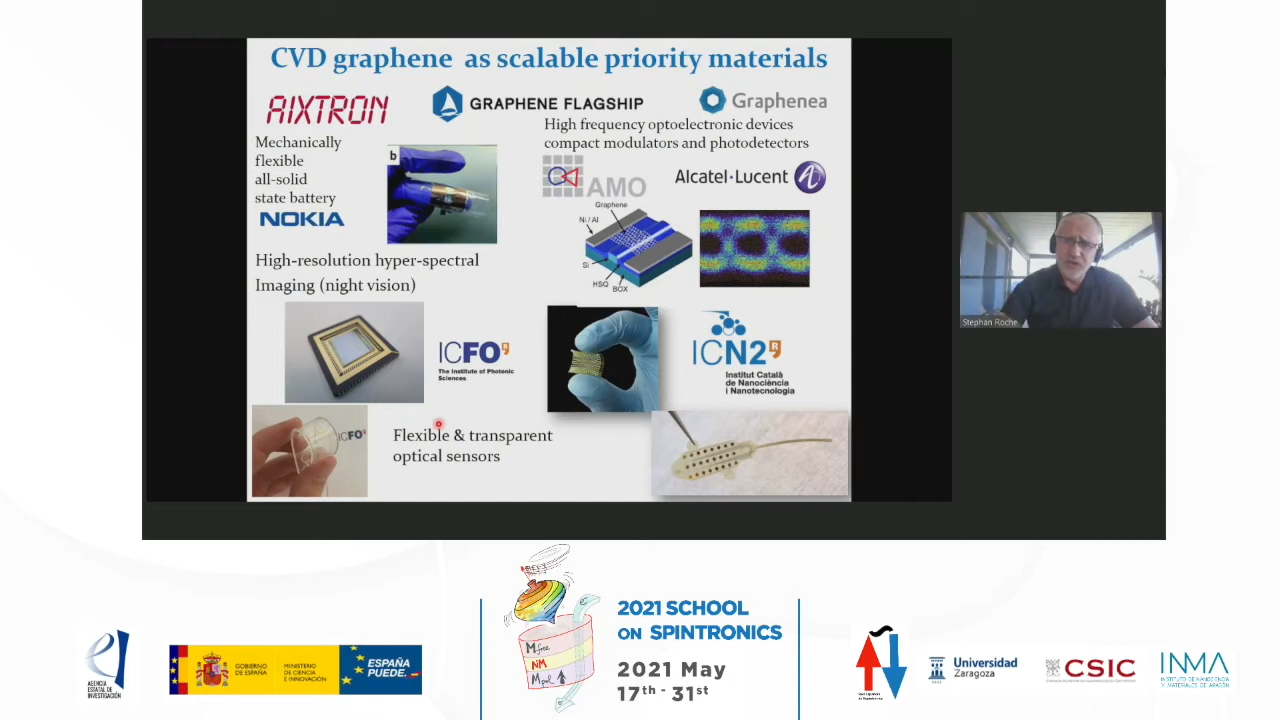 CVD graphene as scalable priority materials
AIXTRON
GRAPHENE FLAGSHIP
Graphenea
Mechanically
flexible
all-solid
state battery
NOKIA
b
High frequency optoelectronic devices
compact modulators and photodetectors
AMO
Alcatel·Lucent
Graphene
Ni / Al
Si
HSQ
BOX
High-resolution hyper-spectral
Imaging (night vision)
ICFO
The Institute of Photonic
Sciences
ICN2
Institut Català
de Nanociència
i Nanotecnologia
ICFO
Flexible & transparent
optical sensors
Stephan Roche
AGENCIA
ESTATAL DE
INVESTIGACIÓN
GOBIERNO
DE ESPAÑA
MINISTERIO
DE CIENCIA
E INNOVACIÓN
ESPAÑA
PUEDE.
M free
NM
M pol
2021 SCHOOL
ON SPINTRONICS
2021 May
17th - 31st
Universidad
Zaragoza
CSIC
INMA
INSTITUTO DE NANOCIENCIA
Y MATERIALES DE ARAGÓN